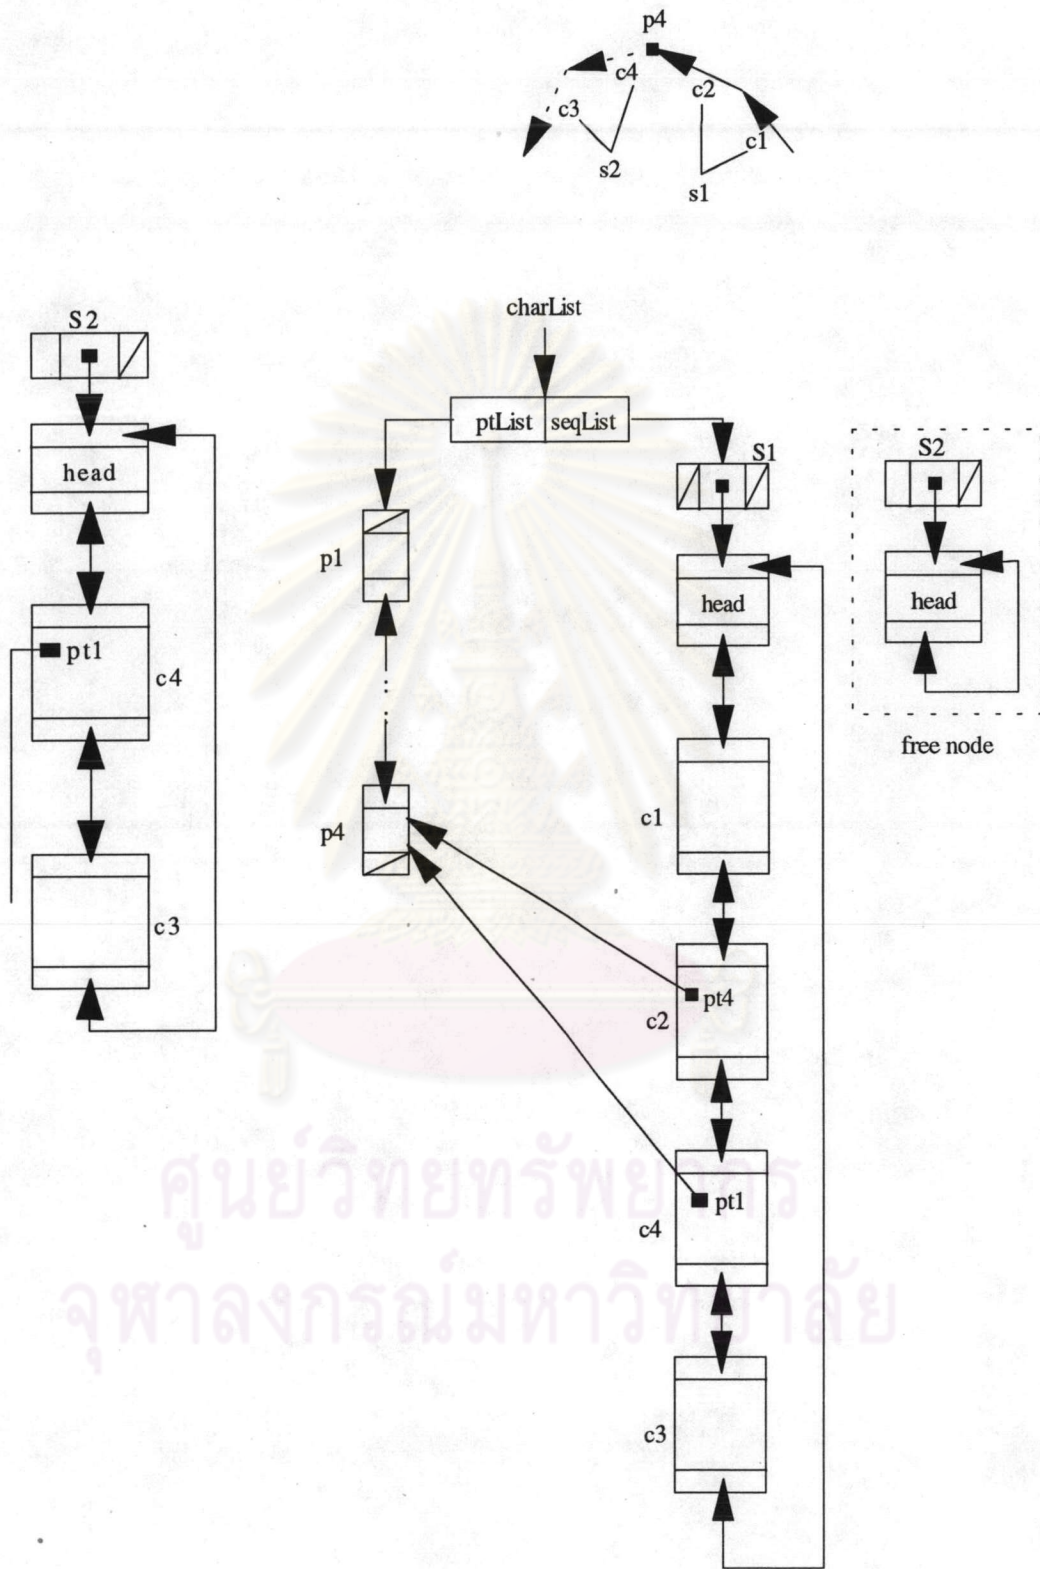 p4
c4
c2
c3
c1
s2
s1
charList
S2
ptList seqList
head
S1
S2
p1
head
head
pt1
c4
free node
c1
p4
c3
pt4
c2
ศูนย์วิทยทรัพยากร
pt1
c4
จุฬาลงกรณ์มหาวิทยาลัย
c3